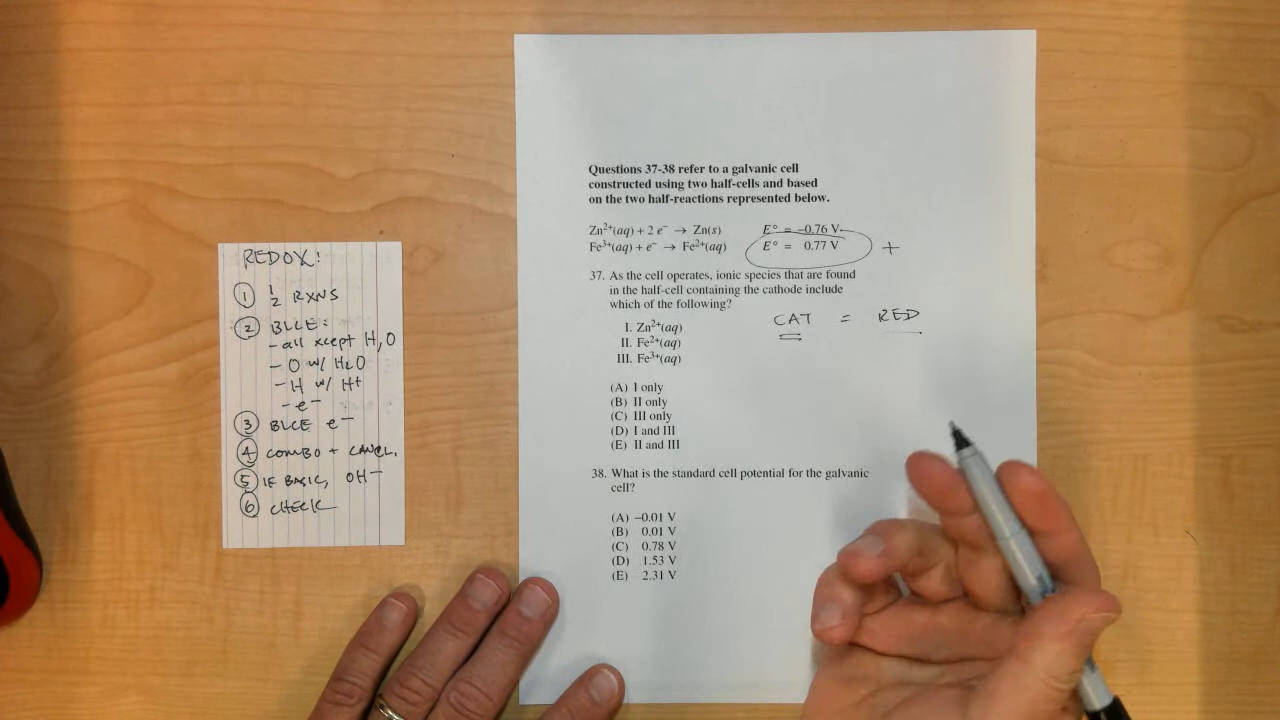 REDOX!
① ½ RXNS
② BLCE:
- all xcept H, O
- O w/ H₂O
- H w/ H+
- e⁻
③ BLCE e⁻
④ COMBO + CANCL.
⑤ IF BASIC, OH⁻
⑥ CHECK
Questions 37-38 refer to a galvanic cell
constructed using two half-cells and based
on the two half-reactions represented below.
Zn²⁺(aq) + 2 e⁻ → Zn(s) E° = −0.76 V
Fe³⁺(aq) + e⁻ → Fe²⁺(aq) E° = 0.77 V +
37. As the cell operates, ionic species that are found
in the half-cell containing the cathode include
which of the following?
CAT = RED
I. Zn²⁺(aq)
II. Fe²⁺(aq)
III. Fe³⁺(aq)
(A) I only
(B) II only
(C) III only
(D) I and III
(E) II and III
38. What is the standard cell potential for the galvanic
cell?
(A) −0.01 V
(B) 0.01 V
(C) 0.78 V
(D) 1.53 V
(E) 2.31 V